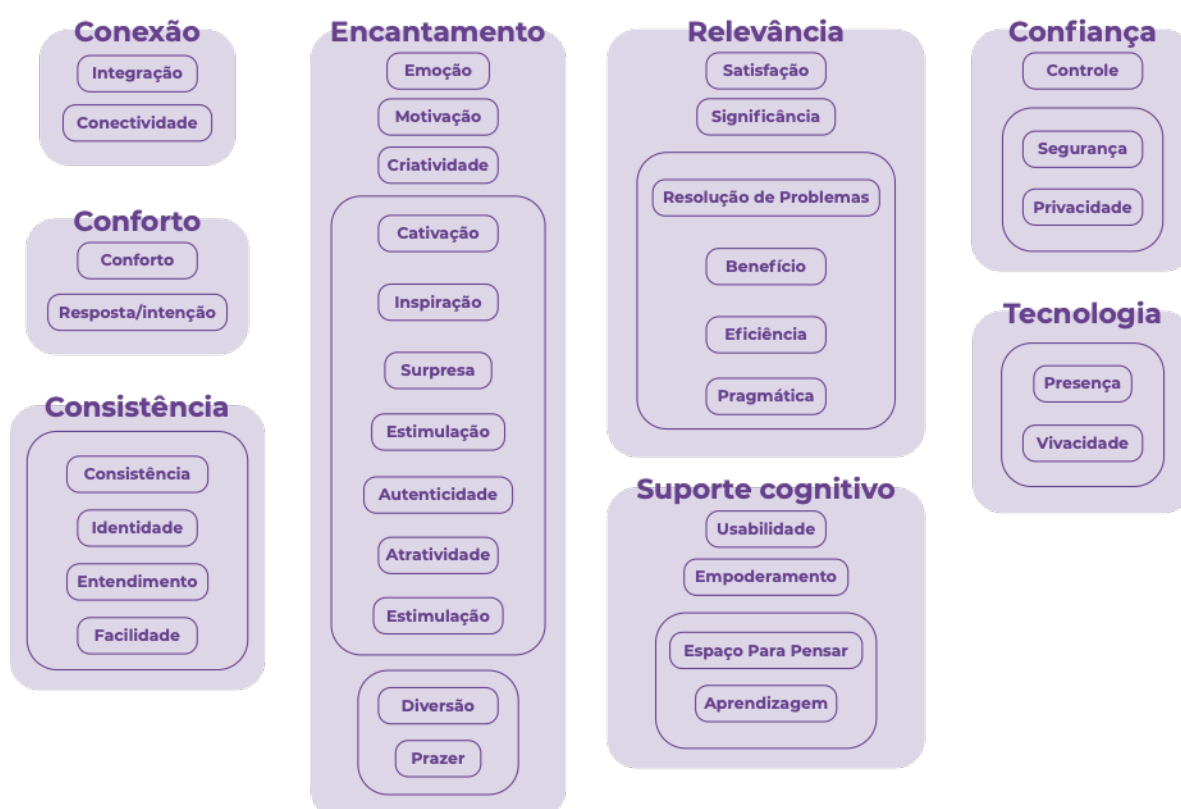 Conexão
Integração
Conectividade
Conforto
Conforto
Resposta/intenção
Consistência
Consistência
Identidade
Entendimento
Facilidade
Encantamento
Emoção
Motivação
Criatividade
Cativação
Inspiração
Surpresa
Estimulação
Autenticidade
Atratividade
Estimulação
Diversão
Prazer
Relevância
Satisfação
Significância
Resolução de Problemas
Benefício
Eficiência
Pragmática
Suporte cognitivo
Usabilidade
Empoderamento
Espaço Para Pensar
Aprendizagem
Confiança
Controle
Segurança
Privacidade
Tecnologia
Presença
Vivacidade